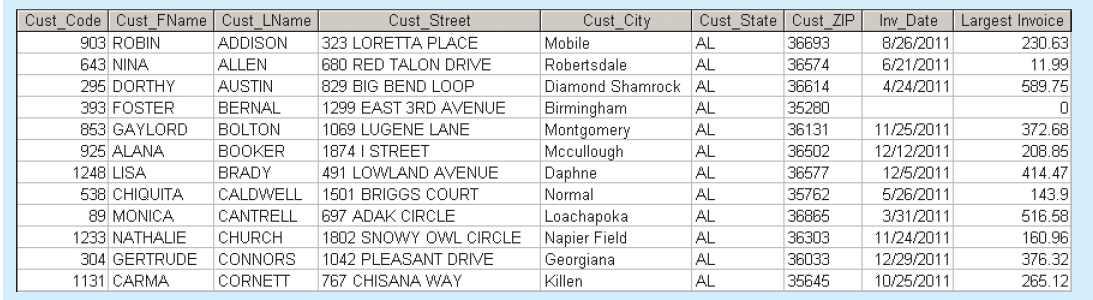 Cust_Code Cust_FName Cust_LName Cust_Street Cust_City Cust_State Cust_ZIP Inv_Date Largest Invoice
903 ROBIN ADDISON 323 LORETTA PLACE Mobile AL 36693 8/26/2011 230.63
643 NINA ALLEN 680 RED TALON DRIVE Robertsdale AL 36574 6/21/2011 11.99
295 DORTHY AUSTIN 829 BIG BEND LOOP Diamond Shamrock AL 36614 4/24/2011 589.75
393 FOSTER BERNAL 1299 EAST 3RD AVENUE Birmingham AL 35280 0
853 GAYLORD BOLTON 1069 LUGENE LANE Montgomery AL 36131 11/25/2011 372.68
925 ALANA BOOKER 1874 I STREET Mccullough AL 36502 12/12/2011 208.85
1248 LISA BRADY 491 LOWLAND AVENUE Daphne AL 36577 12/5/2011 414.47
538 CHIQUITA CALDWELL 1501 BRIGGS COURT Normal AL 35762 5/26/2011 143.9
89 MONICA CANTRELL 697 ADAK CIRCLE Loachapoka AL 36865 3/31/2011 516.58
1233 NATHALIE CHURCH 1802 SNOWY OWL CIRCLE Napier Field AL 36303 11/24/2011 160.96
304 GERTRUDE CONNORS 1042 PLEASANT DRIVE Georgiana AL 36033 12/29/2011 376.32
1131 CARMA CORNETT 767 CHISANA WAY Killen AL 35645 10/25/2011 265.12